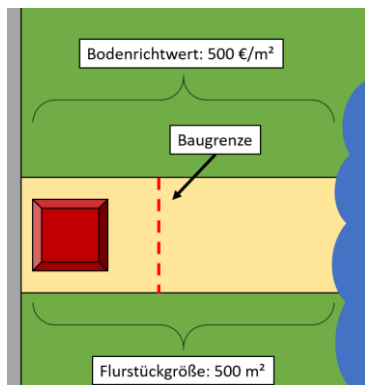 Bodenrichtwert: 500 €/m²
Baugrenze
Flurstückgröße: 500 m²